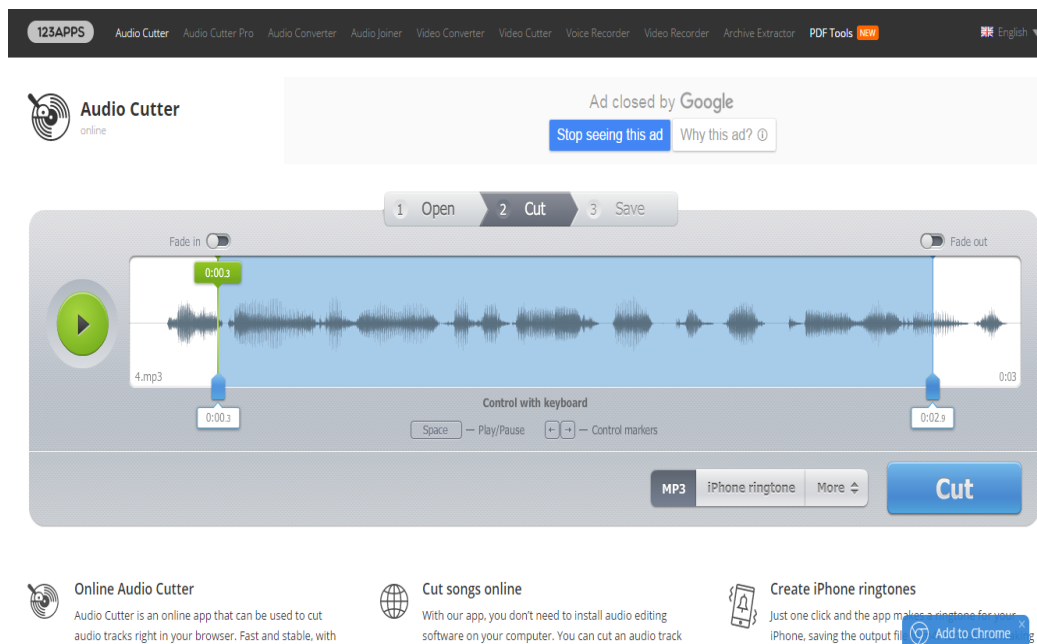 123APPS Audio Cutter Audio Cutter Pro Audio Converter Audio Joiner Video Converter Video Cutter Voice Recorder Video Recorder Archive Extractor PDF Tools NEW English
Audio Cutter
online
Ad closed by Google
Stop seeing this ad Why this ad?
1 Open 2 Cut 3 Save
Fade in Fade out
0:00.3
4.mp3 0:03
0:00.3 0:02.9
Control with keyboard
Space — Play/Pause ← → — Control markers
MP3 iPhone ringtone More Cut
Online Audio Cutter
Audio Cutter is an online app that can be used to cut
audio tracks right in your browser. Fast and stable, with
Cut songs online
With our app, you don't need to install audio editing
software on your computer. You can cut an audio track
Create iPhone ringtones
Just one click and the app makes a ringtone for your
iPhone, saving the output file
Add to Chrome